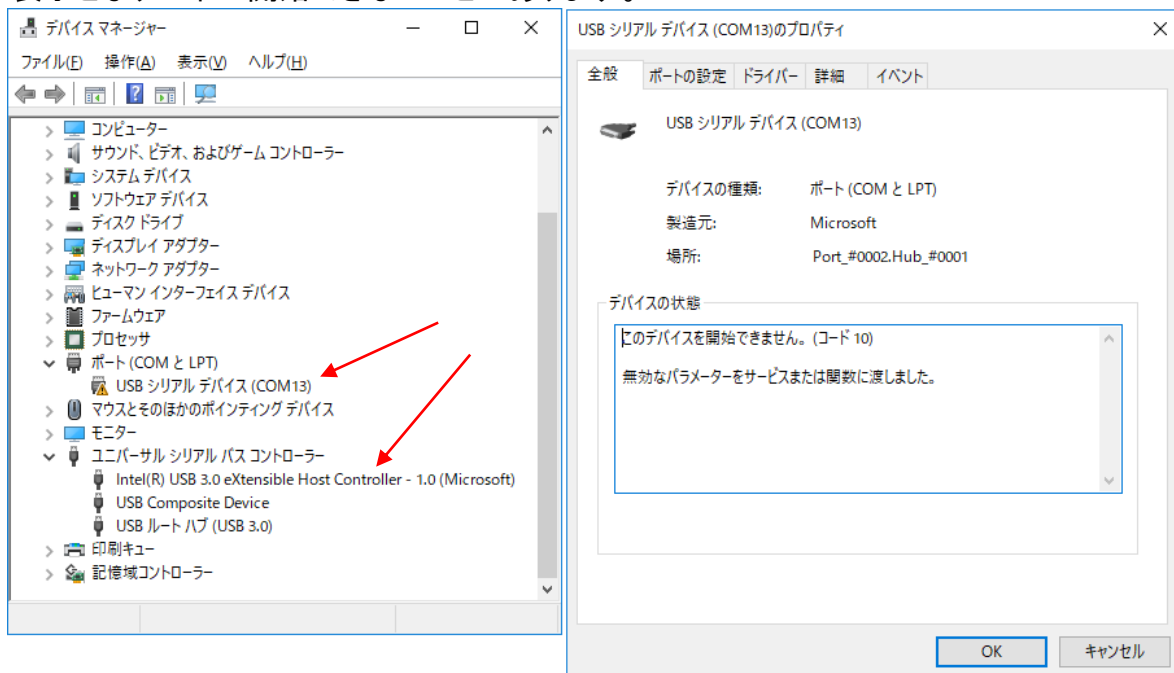 デバイス マネージャー
ファイル(F) 操作(A) 表示(V) ヘルプ(H)
コンピューター
サウンド、ビデオ、およびゲーム コントローラー
システム デバイス
ソフトウェア デバイス
ディスク ドライブ
ディスプレイ アダプター
ネットワーク アダプター
ヒューマン インターフェイス デバイス
ファームウェア
プロセッサ
ポート (COM と LPT)
USB シリアル デバイス (COM13)
マウスとそのほかのポインティング デバイス
モニター
ユニバーサル シリアル バス コントローラー
Intel(R) USB 3.0 eXtensible Host Controller - 1.0 (Microsoft)
USB Composite Device
USB ルート ハブ (USB 3.0)
印刷キュー
記憶域コントローラー
USB シリアル デバイス (COM13)のプロパティ
全般 ポートの設定 ドライバー 詳細 イベント
USB シリアル デバイス (COM13)
デバイスの種類: ポート (COM と LPT)
製造元: Microsoft
場所: Port_#0002.Hub_#0001
デバイスの状態
このデバイスを開始できません。 (コード 10)
無効なパラメーターをサービスまたは関数に渡しました。
OK キャンセル